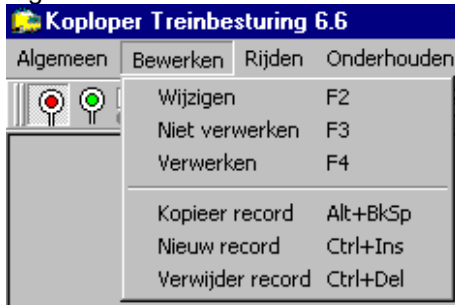 Koploper Treinbesturing 6.6
Algemeen Bewerken Rijden Onderhouden
Wijzigen F2
Niet verwerken F3
Verwerken F4
Kopieer record Alt+BkSp
Nieuw record Ctrl+Ins
Verwijder record Ctrl+Del